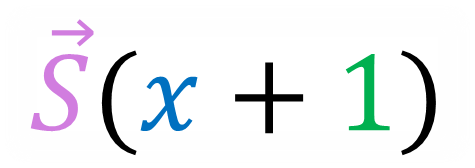 S⃗(x + 1)